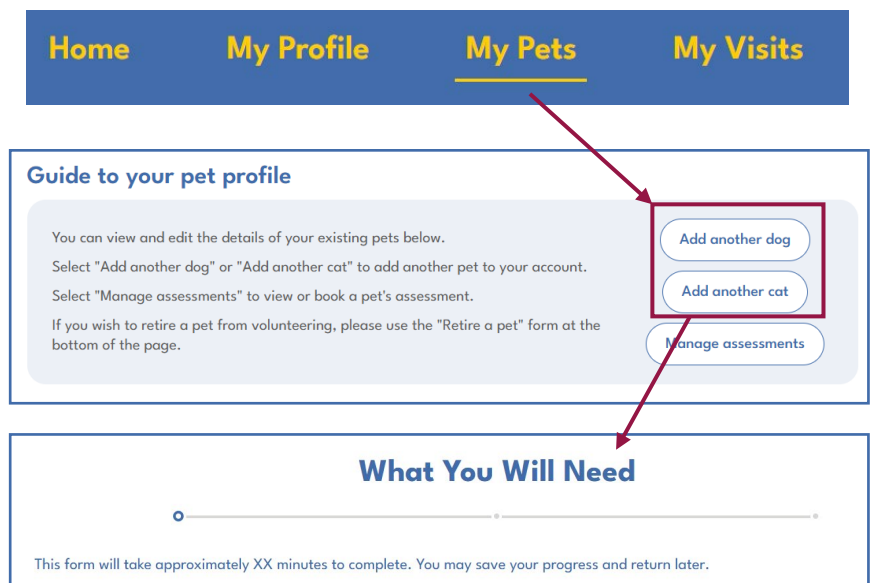 Home My Profile My Pets My Visits
Guide to your pet profile
You can view and edit the details of your existing pets below.
Select "Add another dog" or "Add another cat" to add another pet to your account.
Select "Manage assessments" to view or book a pet's assessment.
If you wish to retire a pet from volunteering, please use the "Retire a pet" form at the
bottom of the page.
Add another dog
Add another cat
Manage assessments
What You Will Need
This form will take approximately XX minutes to complete. You may save your progress and return later.